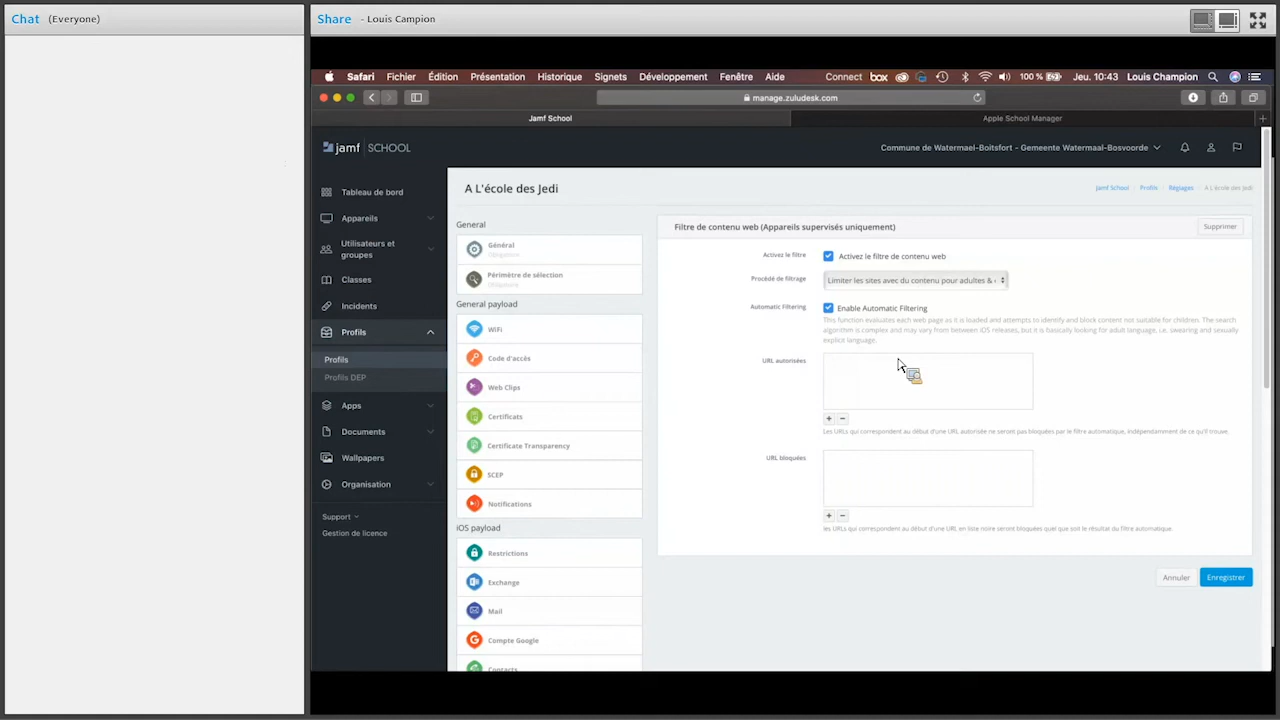 Chat (Everyone)
Share - Louis Campion
Safari Fichier Édition Présentation Historique Signets Développement Fenêtre Aide Connect box 100 % Jeu. 10:43 Louis Champion
manage.zuludesk.com
Jamf School Apple School Manager
jamf SCHOOL
Commune de Watermael-Boitsfort - Gemeente Watermaal-Bosvoorde
Tableau de bord
Appareils
Utilisateurs et
groupes
Classes
Incidents
Profils
Profils
Profils DEP
Apps
Documents
Wallpapers
Organisation
Support
Gestion de licence
A L'école des Jedi
Jamf School Profils Réglages A L'école des Jedi
General
Général
Obligatoire
Périmètre de sélection
Obligatoire
General payload
WiFi
Code d'accès
Web Clips
Certificats
Certificate Transparency
SCEP
Notifications
iOS payload
Restrictions
Exchange
Mail
Compte Google
Contacts
Filtre de contenu web (Appareils supervisés uniquement)
Supprimer
Activez le filtre Activez le filtre de contenu web
Procédé de filtrage Limiter les sites avec du contenu pour adultes &
Automatic Filtering Enable Automatic Filtering
This function evaluates each web page as it is loaded and attempts to identify and block content not suitable for children. The search
algorithm is complex and may vary from between iOS releases, but it is basically looking for adult language, i.e. swearing and sexually
explicit language.
URL autorisées
+ −
Les URLs qui correspondent au début d'une URL autorisée ne seront pas bloquées par le filtre automatique, indépendamment de ce qu'il trouve.
URL bloquées
+ −
les URLs qui correspondent au début d'une URL en liste noire seront bloquées quel que soit le résultat du filtre automatique.
Annuler Enregistrer